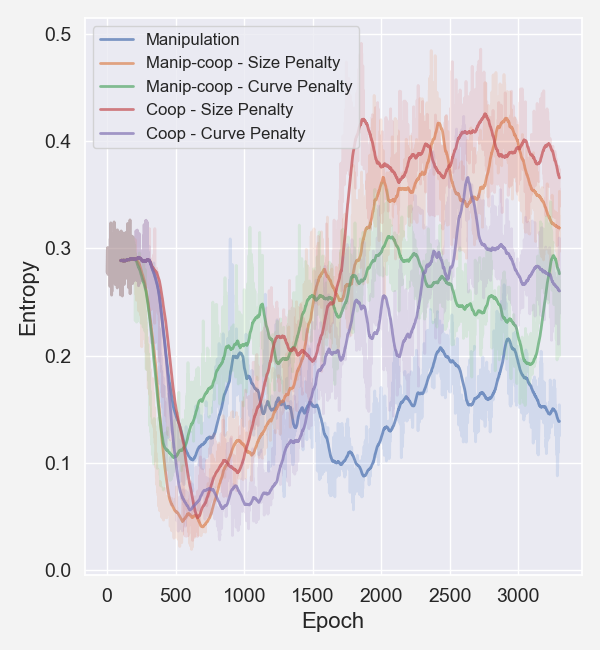 Manipulation
Manip-coop - Size Penalty
Manip-coop - Curve Penalty
Coop - Size Penalty
Coop - Curve Penalty
0.5
0.4
0.3
0.2
0.1
0.0
Entropy
0 500 1000 1500 2000 2500 3000
Epoch